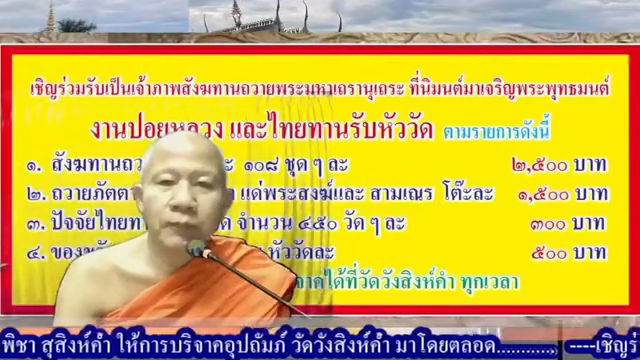 เชิญร่วมรับเป็นเจ้าภาพสังฆทานถวายพระมหาเถรานุเถระ ที่นิมนต์มาเจริญพระพุทธมนต์
งานปอยหลวง และไทยทานรับหัววัด ตามรายการดังนี้
๑. สังฆทานถวาย ๑๐๘ ชุด ๆ ละ ๒,๕๐๐ บาท
๒. ถวายภัตตา แด่พระสงฆ์และ สามเณร โต๊ะละ ๑,๕๐๐ บาท
๓. ปัจจัยไทยทาน จำนวน ๔๕๐ วัด ๆ ละ ๓๐๐ บาท
๔. หัววัดละ ๕๐๐ บาท
ได้ที่วัดวังสิงห์คำ ทุกเวลา
พิชา สุสิงห์คำ ให้การบริจาคอุปถัมภ์ วัดวังสิงห์คำ มาโดยตลอด............, ----เชิญร่